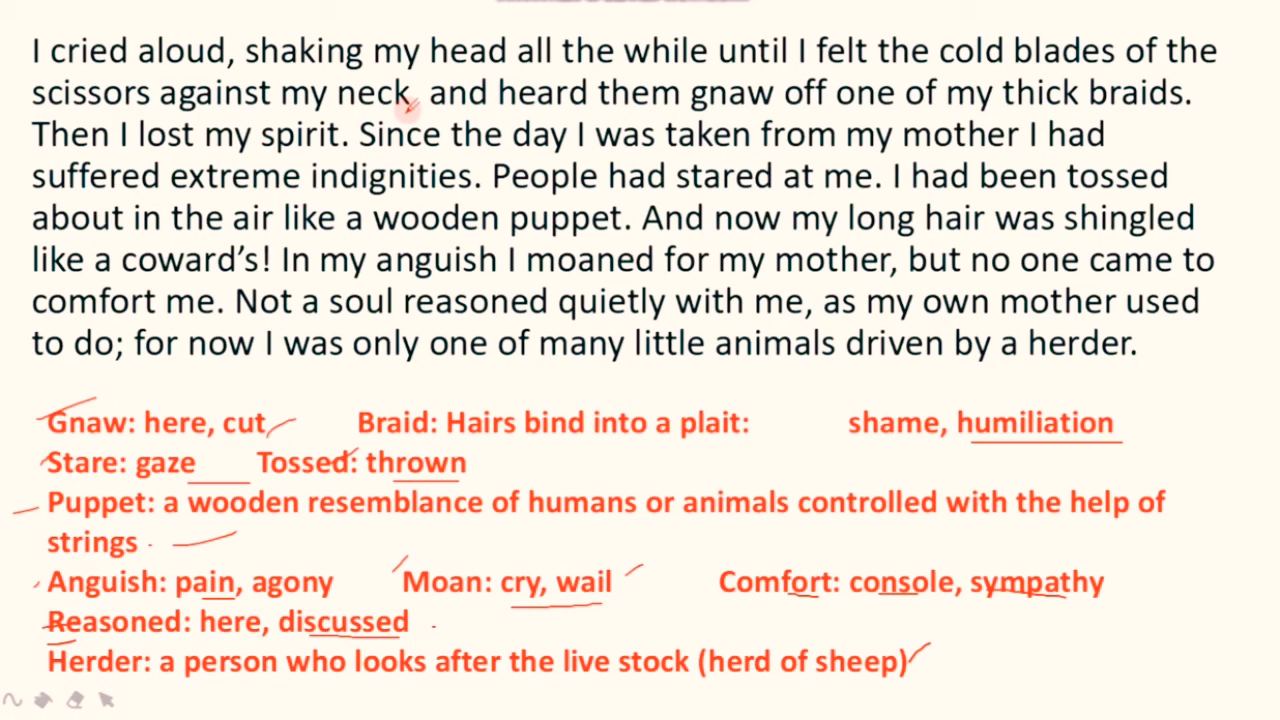 I cried aloud, shaking my head all the while until I felt the cold blades of the
scissors against my neck, and heard them gnaw off one of my thick braids.
Then I lost my spirit. Since the day I was taken from my mother I had
suffered extreme indignities. People had stared at me. I had been tossed
about in the air like a wooden puppet. And now my long hair was shingled
like a coward’s! In my anguish I moaned for my mother, but no one came to
comfort me. Not a soul reasoned quietly with me, as my own mother used
to do; for now I was only one of many little animals driven by a herder.
Gnaw: here, cut Braid: Hairs bind into a plait: shame, humiliation
Stare: gaze Tossed: thrown
Puppet: a wooden resemblance of humans or animals controlled with the help of
strings
Anguish: pain, agony Moan: cry, wail Comfort: console, sympathy
Reasoned: here, discussed
Herder: a person who looks after the live stock (herd of sheep)